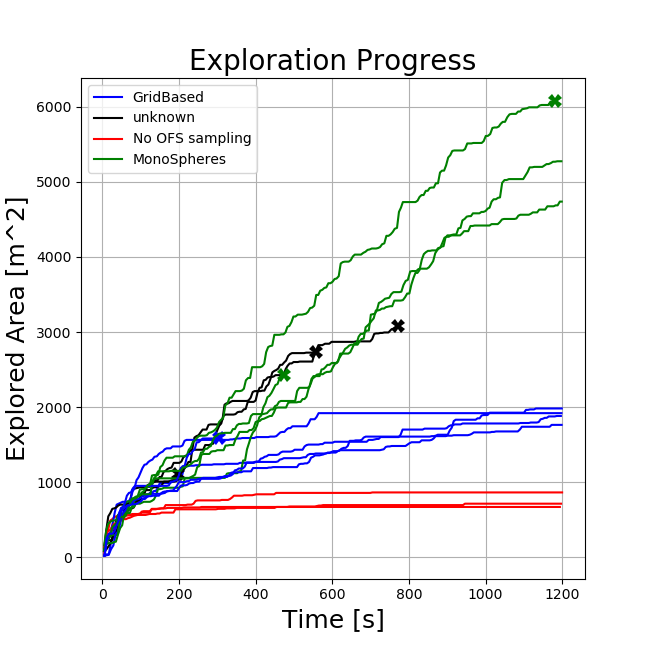 Exploration Progress
GridBased
unknown
No OFS sampling
MonoSpheres
6000
5000
4000
3000
2000
1000
0
Explored Area [m^2]
0 200 400 600 800 1000 1200
Time [s]